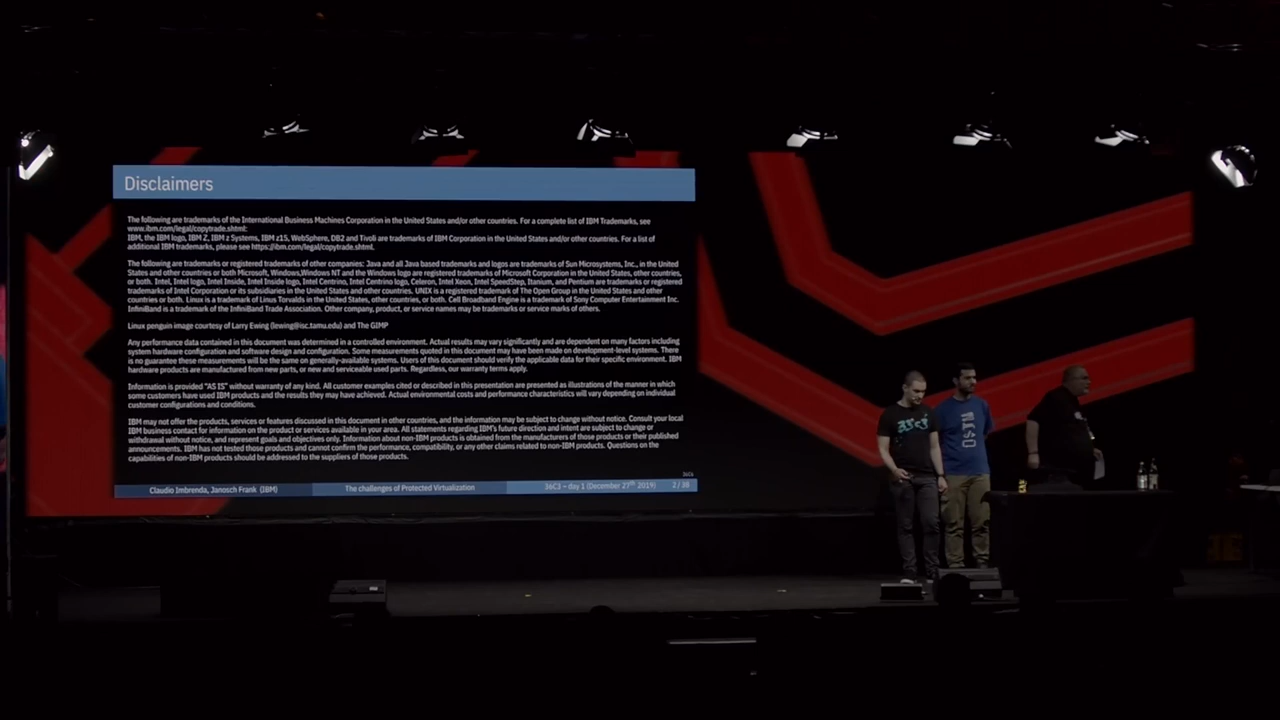 Disclaimers
The following are trademarks of the International Business Machines Corporation in the United States and/or other countries. For a complete list of IBM Trademarks, see
www.ibm.com/legal/copytrade.shtml:
IBM, the IBM logo, IBM Z, IBM z Systems, IBM z15, WebSphere, DB2 and Tivoli are trademarks of IBM Corporation in the United States and/or other countries. For a list of
additional IBM trademarks, please see https://ibm.com/legal/copytrade.shtml.
The following are trademarks or registered trademarks of other companies: Java and all Java based trademarks and logos are trademarks of Sun Microsystems, Inc., in the United
States and other countries or both Microsoft, Windows,Windows NT and the Windows logo are registered trademarks of Microsoft Corporation in the United States, other countries,
or both. Intel, Intel logo, Intel Inside, Intel Inside logo, Intel Centrino, Intel Centrino logo, Celeron, Intel Xeon, Intel SpeedStep, Itanium, and Pentium are trademarks or registered
trademarks of Intel Corporation or its subsidiaries in the United States and other countries. UNIX is a registered trademark of The Open Group in the United States and other
countries or both. Linux is a trademark of Linus Torvalds in the United States, other countries, or both. Cell Broadband Engine is a trademark of Sony Computer Entertainment Inc.
InfiniBand is a trademark of the InfiniBand Trade Association. Other company, product, or service names may be trademarks or service marks of others.
Linux penguin image courtesy of Larry Ewing (lewing@isc.tamu.edu) and The GIMP
Any performance data contained in this document was determined in a controlled environment. Actual results may vary significantly and are dependent on many factors including
system hardware configuration and software design and configuration. Some measurements quoted in this document may have been made on development-level systems. There
is no guarantee these measurements will be the same on generally-available systems. Users of this document should verify the applicable data for their specific environment. IBM
hardware products are manufactured from new parts, or new and serviceable used parts. Regardless, our warranty terms apply.
Information is provided "AS IS" without warranty of any kind. All customer examples cited or described in this presentation are presented as illustrations of the manner in which
some customers have used IBM products and the results they may have achieved. Actual environmental costs and performance characteristics will vary depending on individual
customer configurations and conditions.
IBM may not offer the products, services or features discussed in this document in other countries, and the information may be subject to change without notice. Consult your local
IBM business contact for information on the product or services available in your area. All statements regarding IBM's future direction and intent are subject to change or
withdrawal without notice, and represent goals and objectives only. Information about non-IBM products is obtained from the manufacturers of those products or their published
announcements. IBM has not tested those products and cannot confirm the performance, compatibility, or any other claims related to non-IBM products. Questions on the
capabilities of non-IBM products should be addressed to the suppliers of those products.
36C3
Claudio Imbrenda, Janosch Frank (IBM) The challenges of Protected Virtualization 36C3 – day 1 (December 27th 2019) 2 / 36